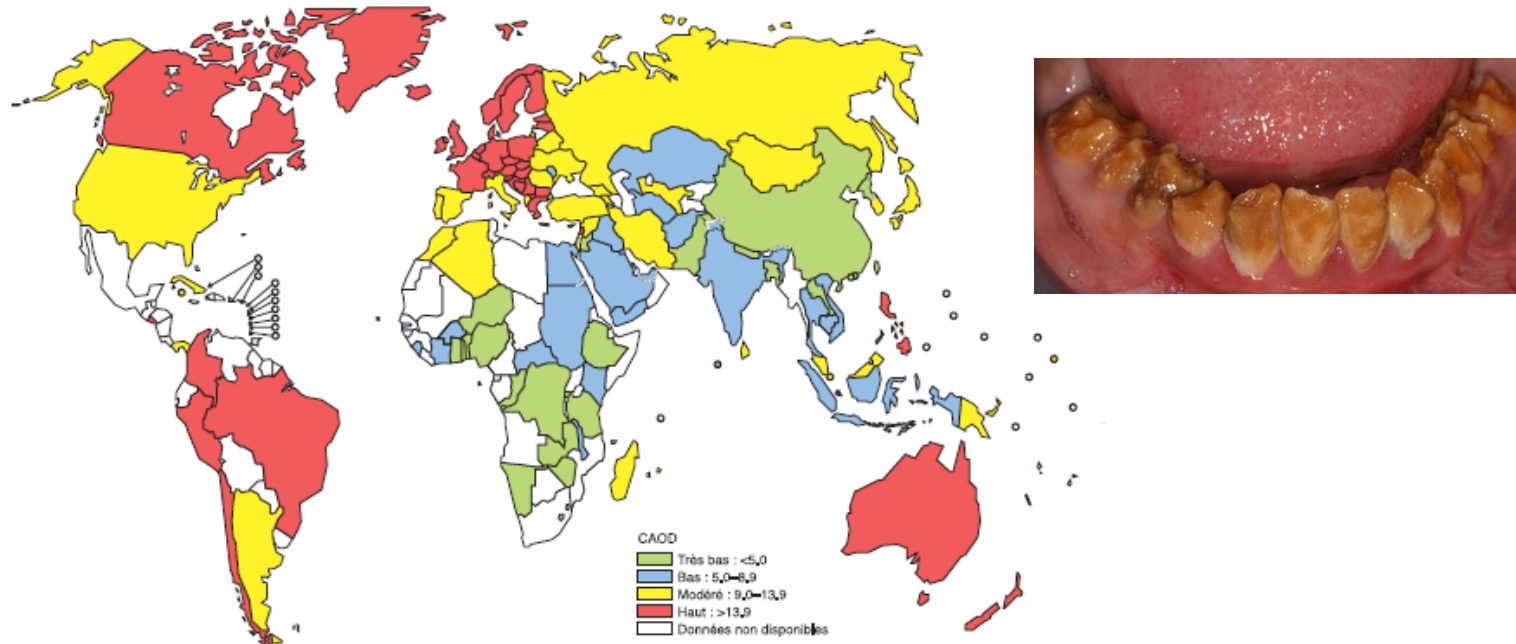 CAOD
Très bas : <5,0
Bas : 5,0–8,9
Modéré : 9,0–13,9
Haut : >13,9
Données non disponibles